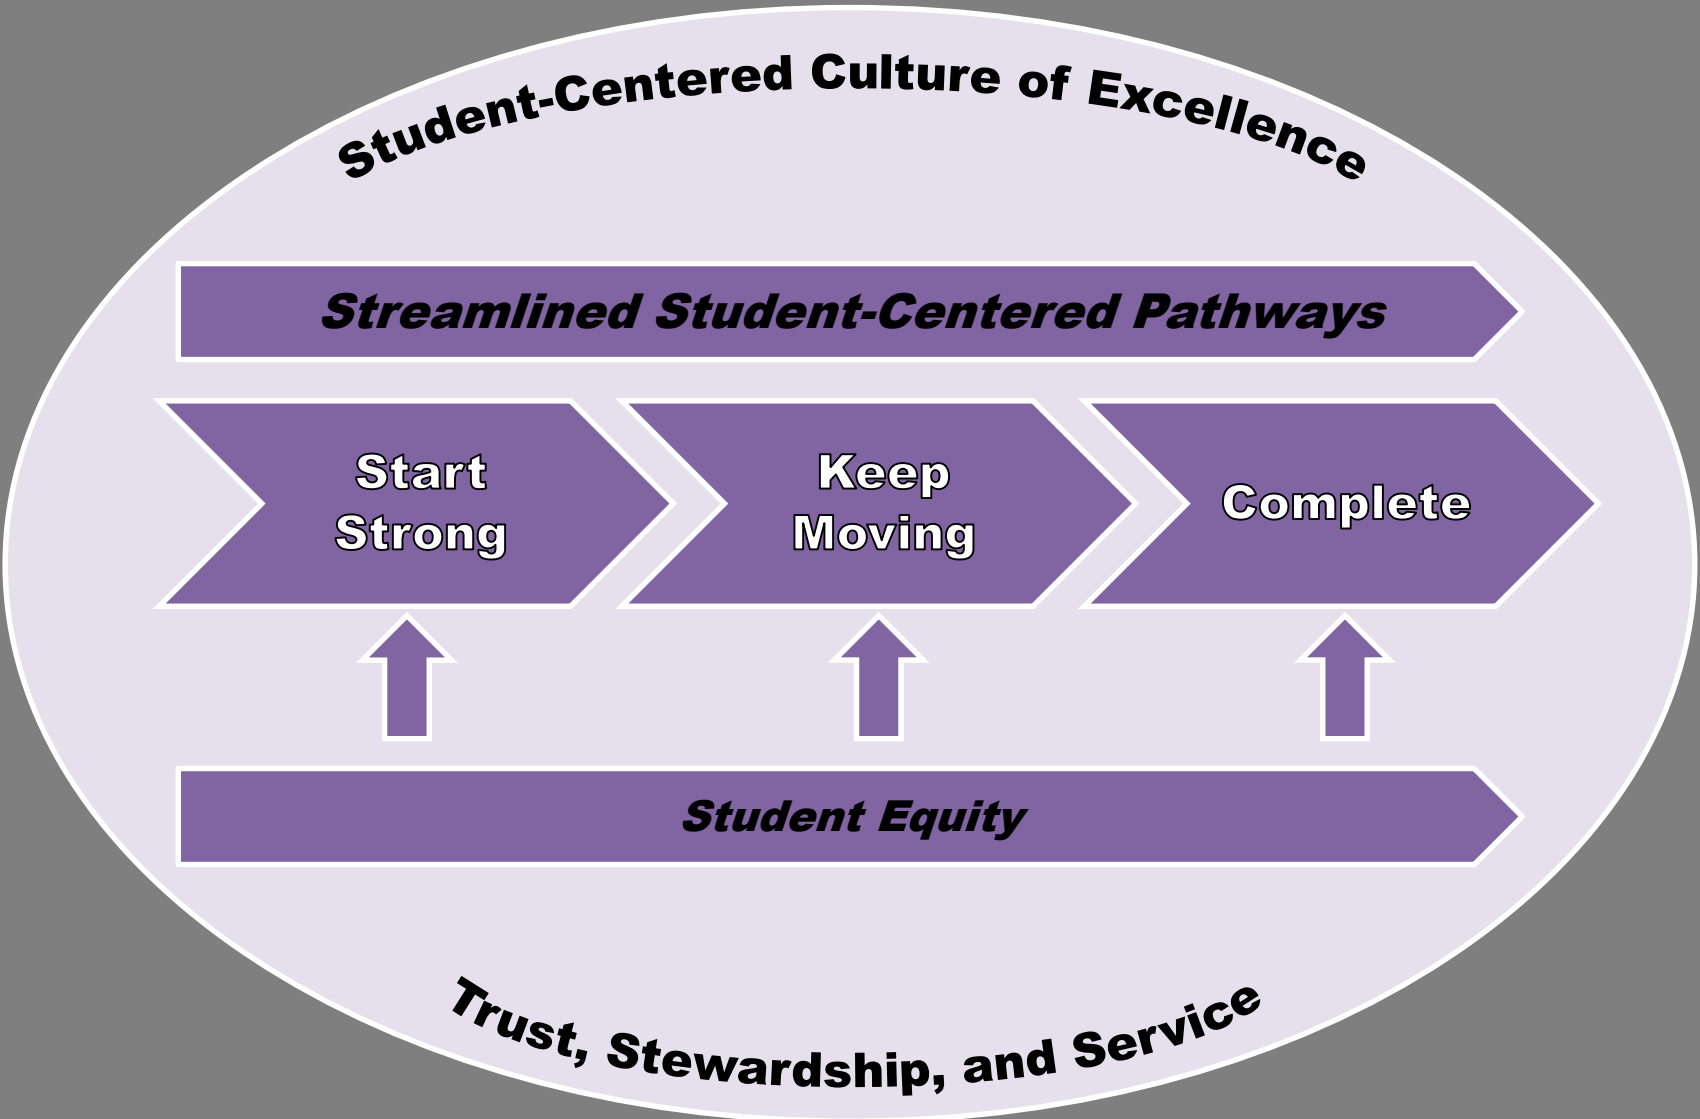 Student-Centered Culture of Excellence
Streamlined Student-Centered Pathways
Start
Strong
Keep
Moving
Complete
Student Equity
Trust, Stewardship, and Service